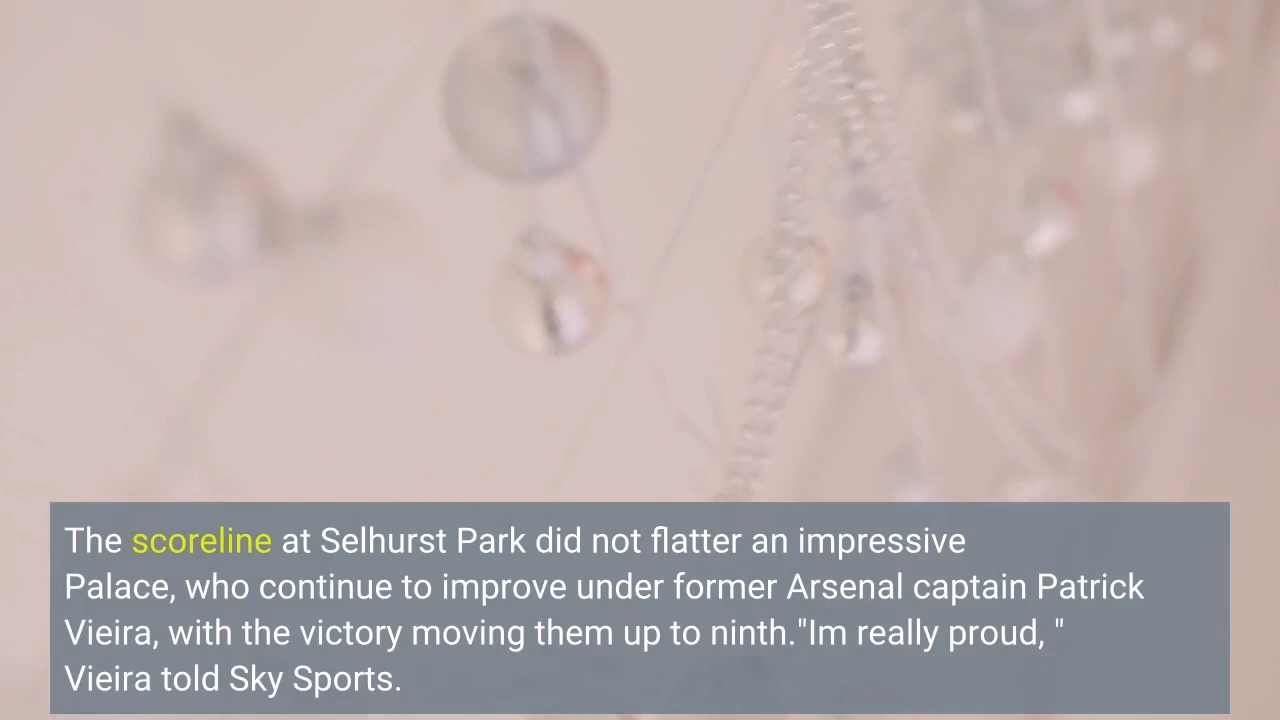 The scoreline at Selhurst Park did not flatter an impressive
Palace, who continue to improve under former Arsenal captain Patrick
Vieira, with the victory moving them up to ninth."Im really proud, "
Vieira told Sky Sports.